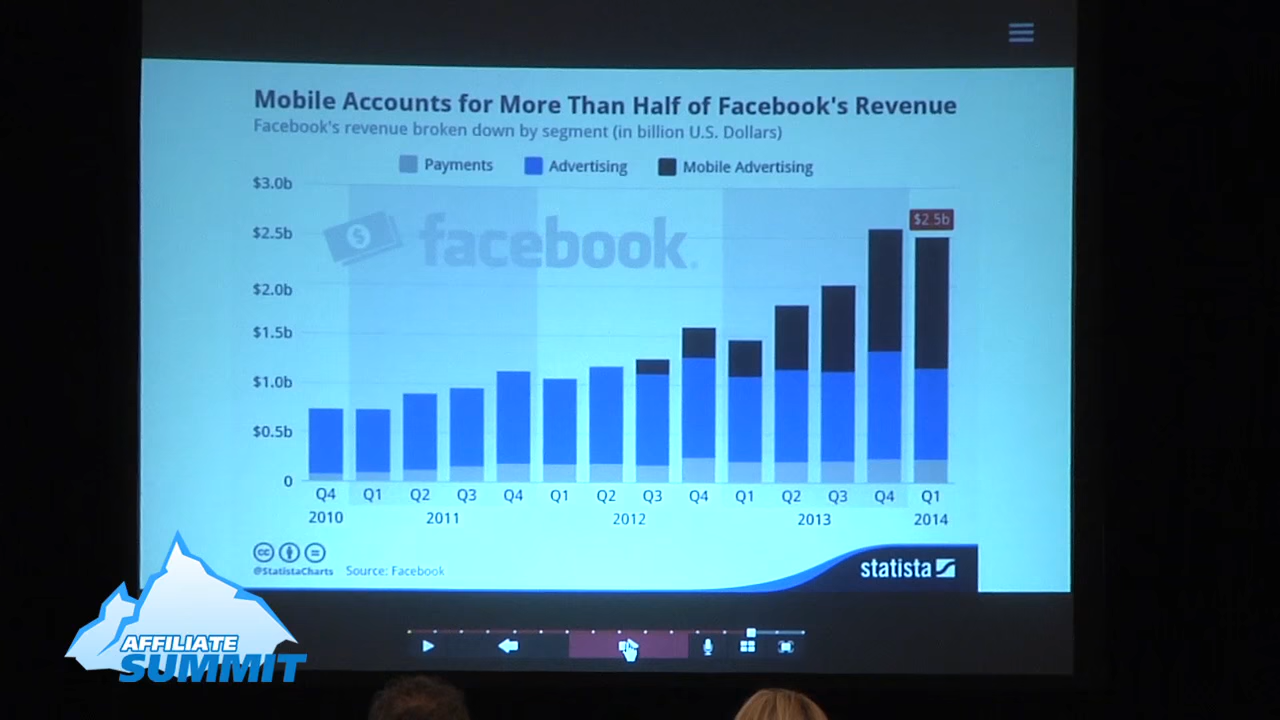 Mobile Accounts for More Than Half of Facebook's Revenue
Facebook's revenue broken down by segment (in billion U.S. Dollars)
Payments Advertising Mobile Advertising
$3.0b
$2.5b
$2.5b
facebook.
$2.0b
$1.5b
$1.0b
$0.5b
0
Q4 Q1 Q2 Q3 Q4 Q1 Q2 Q3 Q4 Q1 Q2 Q3 Q4 Q1
2010 2011 2012 2013 2014
@StatistaCharts Source: Facebook
statista
AFFILIATE
SUMMIT